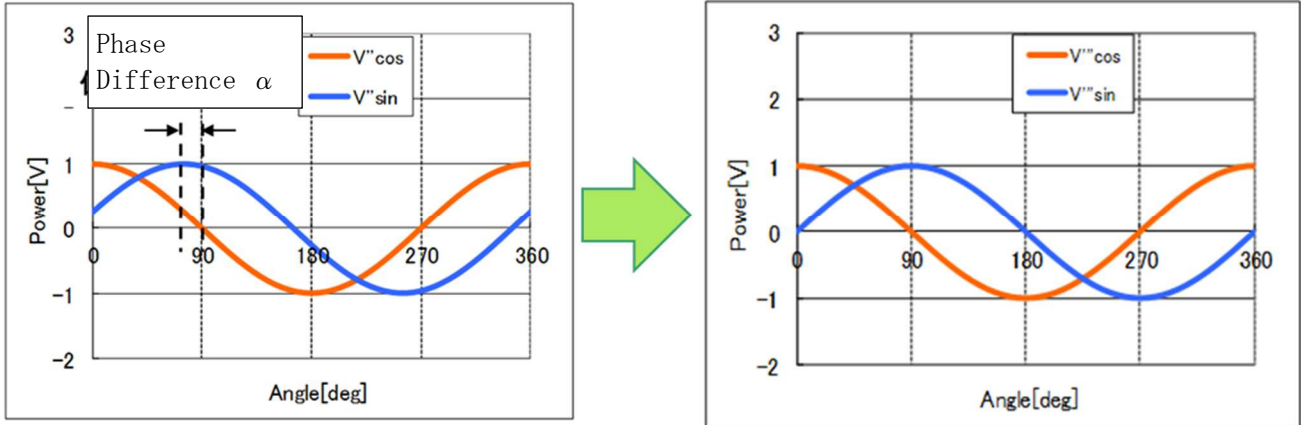 Phase
Difference α
V"cos
V"sin
3
1
0
-1
-2
Power[V]
0
90
180
270
360
Angle[deg]
V'"cos
V'"sin
3
2
1
0
-1
-2
Power[V]
0
90
180
270
360
Angle[deg]